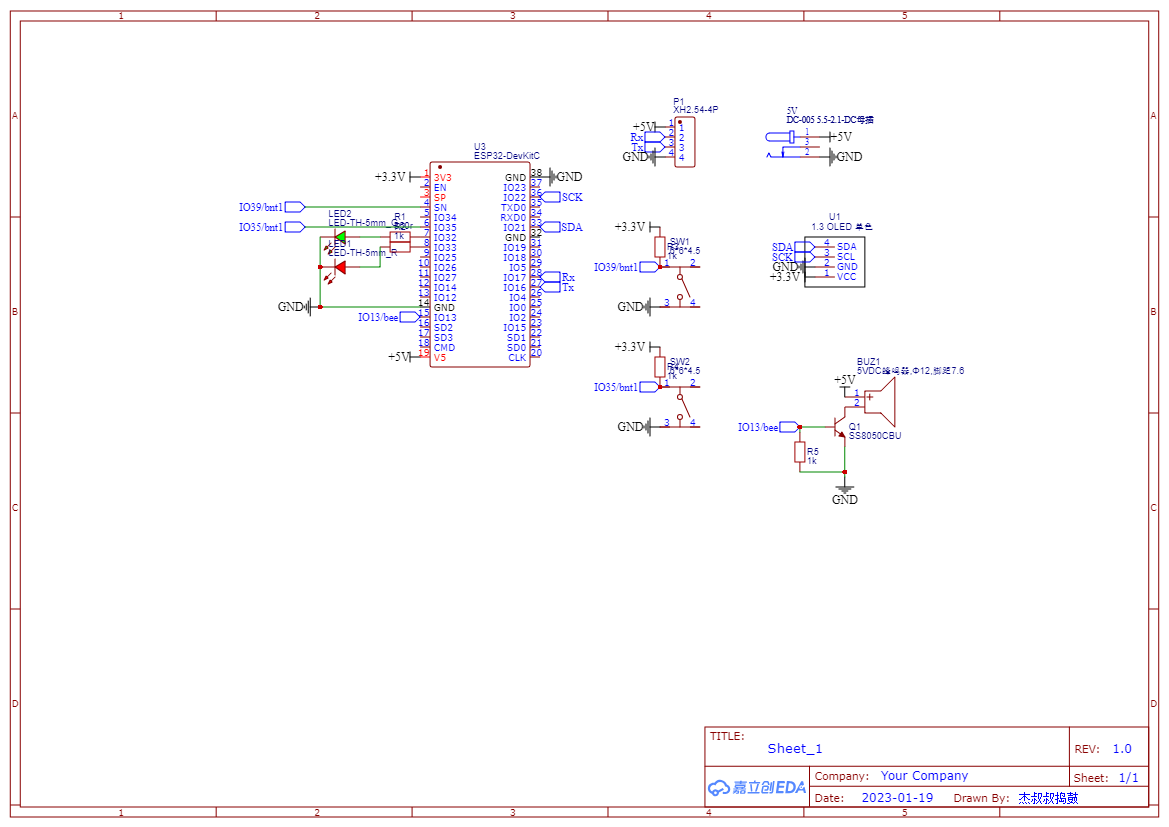 1 2 3 4 5
A A
B B
C C
D D
U3
ESP32-DevKitC
+3.3V
1 3V3
2 EN
3 SP
4 SN
5 IO34
6 IO35
7 IO32
8 IO33
9 IO25
10 IO26
11 IO27
12 IO14
13 IO12
14 GND
15 IO13
16 SD2
17 SD3
18 CMD
19 V5
+5V
GND 38 GND
IO23 37
IO22 36 SCK
TXD0 35
RXD0 34
IO21 33 SDA
GND 32
IO19 31
IO18 30
IO5 29
IO17 28 Rx
IO16 27 Tx
IO4 26
IO0 25
IO2 24
IO15 23
SD1 22
SD0 21
CLK 20
IO39/bnt1
IO35/bnt1
LED2
LED-TH-5mm_
R1
1k
LED1
LED-TH-5mm_R
GND
IO13/bee
P1
XH2.54-4P
+5V 1 1
Rx 2 2
Tx 3 3
GND 4 4
5V
DC-005 5.5-2.1-DC母插
1 +5V
3
2 GND
U1
1.3 OLED 单色
SDA 4 SDA
SCK 3 SCL
GND 2 GND
+3.3V 1 VCC
+3.3V
SW1
6*6*4.5
1k
IO39/bnt1 1 2
GND 3 4
+3.3V
SW2
6*6*4.5
1k
IO35/bnt1 1 2
GND 3 4
BUZ1
5VDC蜂鸣器,Φ12,脚距7.6
+5V
1 +
2
IO13/bee
Q1
SS8050CBU
R5
1k
GND
TITLE:
Sheet_1
REV: 1.0
嘉立创EDA
Company: Your Company
Sheet: 1/1
Date: 2023-01-19 Drawn By: 杰叔叔捣鼓
1 2 3 4 5